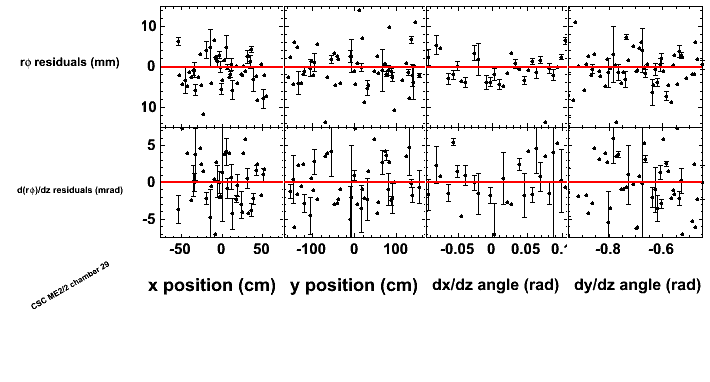 10
rϕ residuals (mm)
0
10
5
d(rϕ)/dz residuals (mrad)
0
-5
-50 0 50 -100 0 100 -0.05 0 0.05 0.1 -0.8 -0.6
CSC ME2/2 chamber 29
x position (cm) y position (cm) dx/dz angle (rad) dy/dz angle (rad)